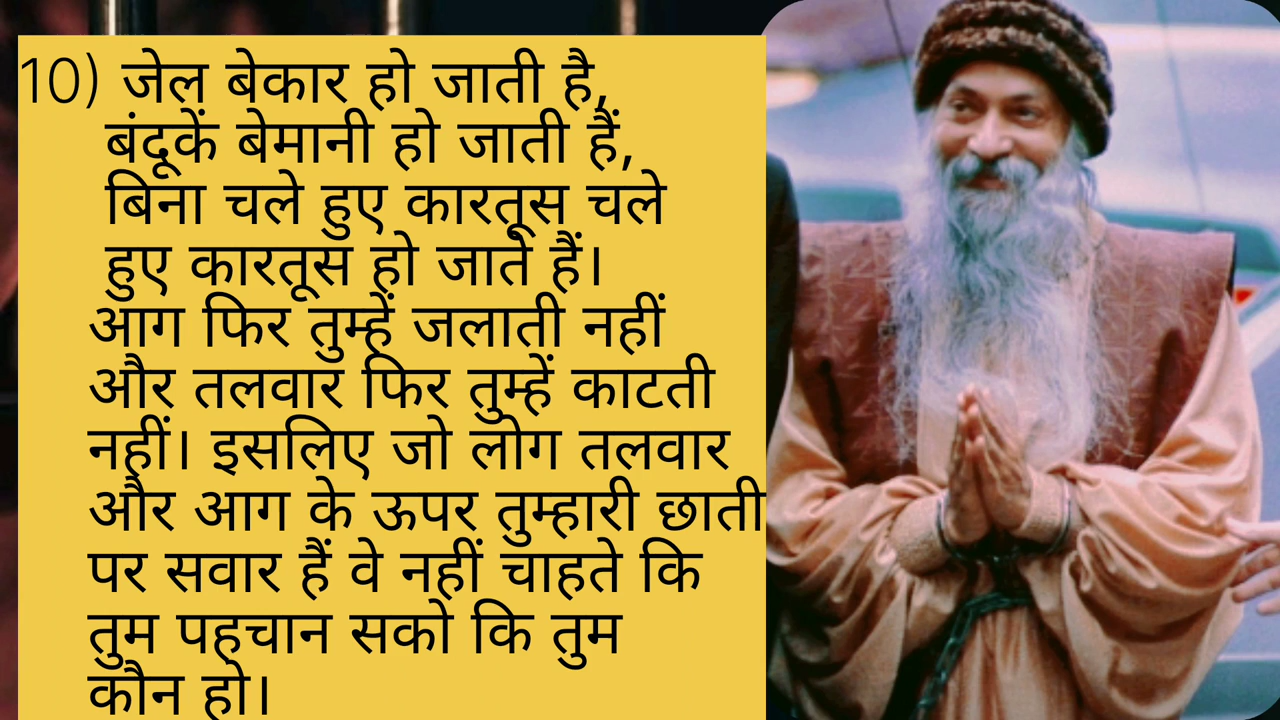 10) जेल बेकार हो जाती है,
बंदूकें बेमानी हो जाती हैं,
बिना चले हुए कारतूस चले
हुए कारतूस हो जाते हैं।
आग फिर तुम्हें जलाती नहीं
और तलवार फिर तुम्हें काटती
नहीं। इसलिए जो लोग तलवार
और आग के ऊपर तुम्हारी छाती
पर सवार हैं वे नहीं चाहते कि
तुम पहचान सको कि तुम
कौन हो।